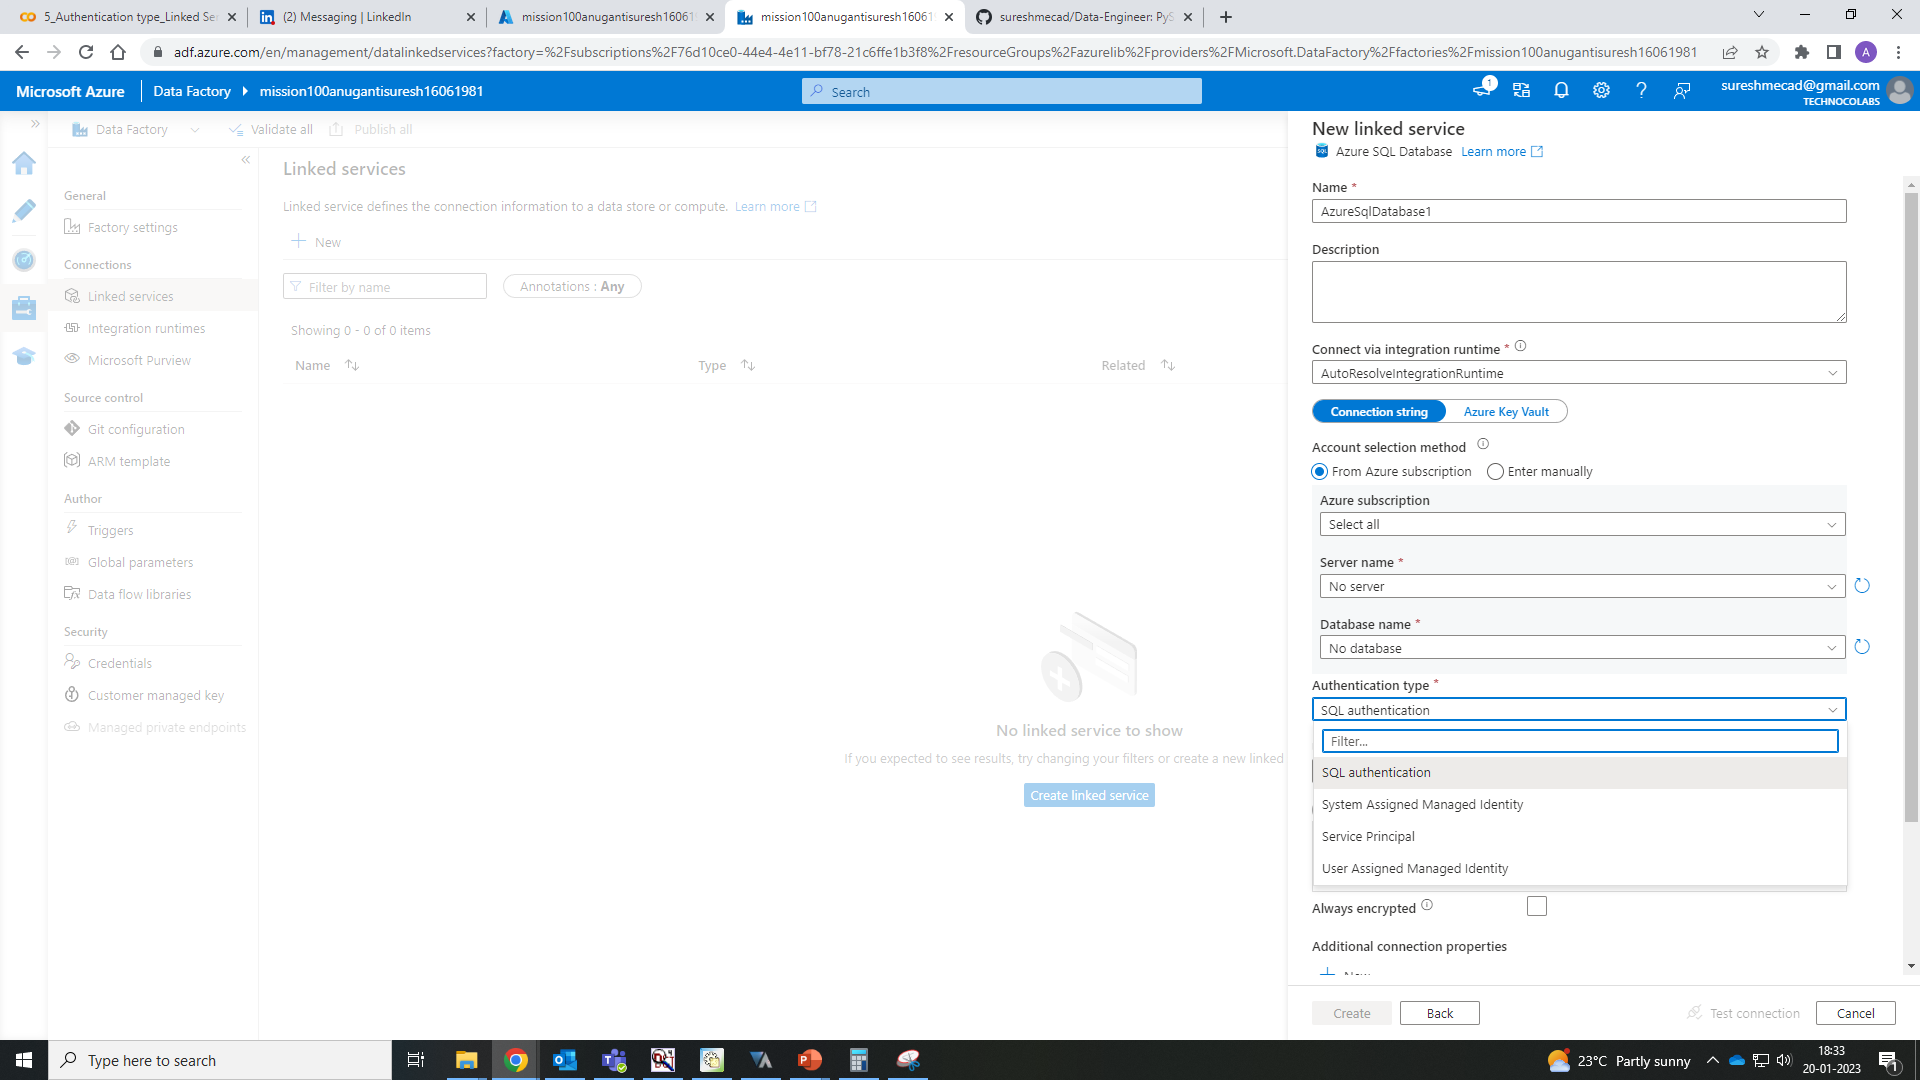 5_Authentication type_Linked Ser
(2) Messaging | LinkedIn
mission100anugantisuresh16061
mission100anugantisuresh16061
sureshmecad/Data-Engineer: PyS
adf.azure.com/en/management/datalinkedservices?factory=%2Fsubscriptions%2F76d10ce0-44e4-4e11-bf78-21c6ffe1b3f8%2FresourceGroups%2Fazurelib%2Fproviders%2FMicrosoft.DataFactory%2Ffactories%2Fmission100anugantisuresh16061981
A
Microsoft Azure
Data Factory
mission100anugantisuresh16061981
Search
1
sureshmecad@gmail.com
TECHNOCOLABS
Data Factory
Validate all
Publish all
General
Factory settings
Connections
Linked services
Integration runtimes
Microsoft Purview
Source control
Git configuration
ARM template
Author
Triggers
Global parameters
Data flow libraries
Security
Credentials
Customer managed key
Managed private endpoints
Linked services
Linked service defines the connection information to a data store or compute. Learn more
New
Filter by name
Annotations : Any
Showing 0 - 0 of 0 items
Name
Type
Related
No linked service to show
If you expected to see results, try changing your filters or create a new linked
Create linked service
New linked service
SQL
Azure SQL Database Learn more
Name *
AzureSqlDatabase1
Description
Connect via integration runtime *
AutoResolveIntegrationRuntime
Connection string
Azure Key Vault
Account selection method
From Azure subscription
Enter manually
Azure subscription
Select all
Server name *
No server
Database name *
No database
Authentication type *
SQL authentication
Filter...
SQL authentication
System Assigned Managed Identity
Service Principal
User Assigned Managed Identity
Always encrypted
Additional connection properties
New
Create
Back
Test connection
Cancel
Type here to search
23°C Partly sunny
18:33
20-01-2023
1